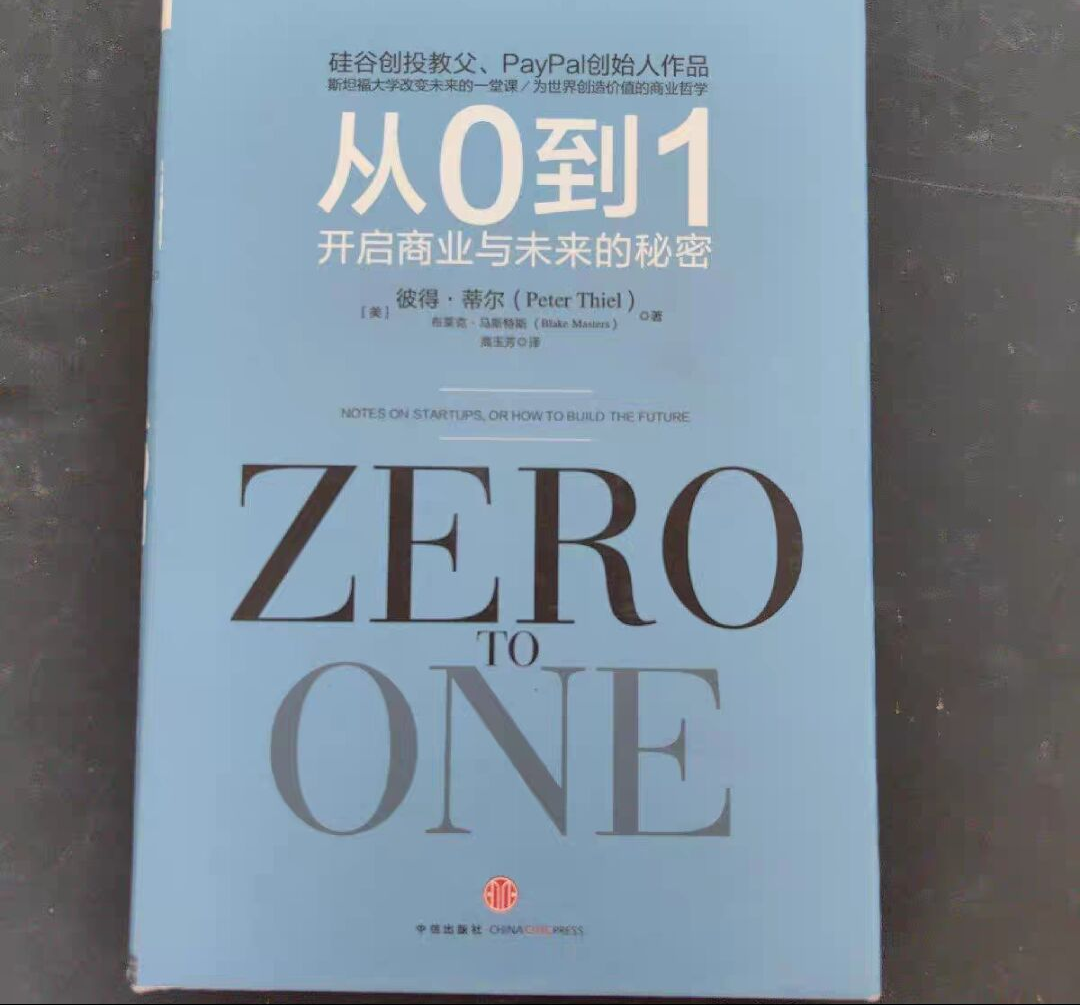 硅谷创投教父、PayPal创始人作品
斯坦福大学改变未来的一堂课/为世界创造价值的商业哲学
从0到1
开启商业与未来的秘密
[美] 彼得·蒂尔（Peter Thiel）
布莱克·马斯特斯（Blake Masters） ◎著
高玉芳◎译
NOTES ON STARTUPS, OR HOW TO BUILD THE FUTURE
ZERO
TO
ONE
中信出版社 CHINA CITIC PRESS